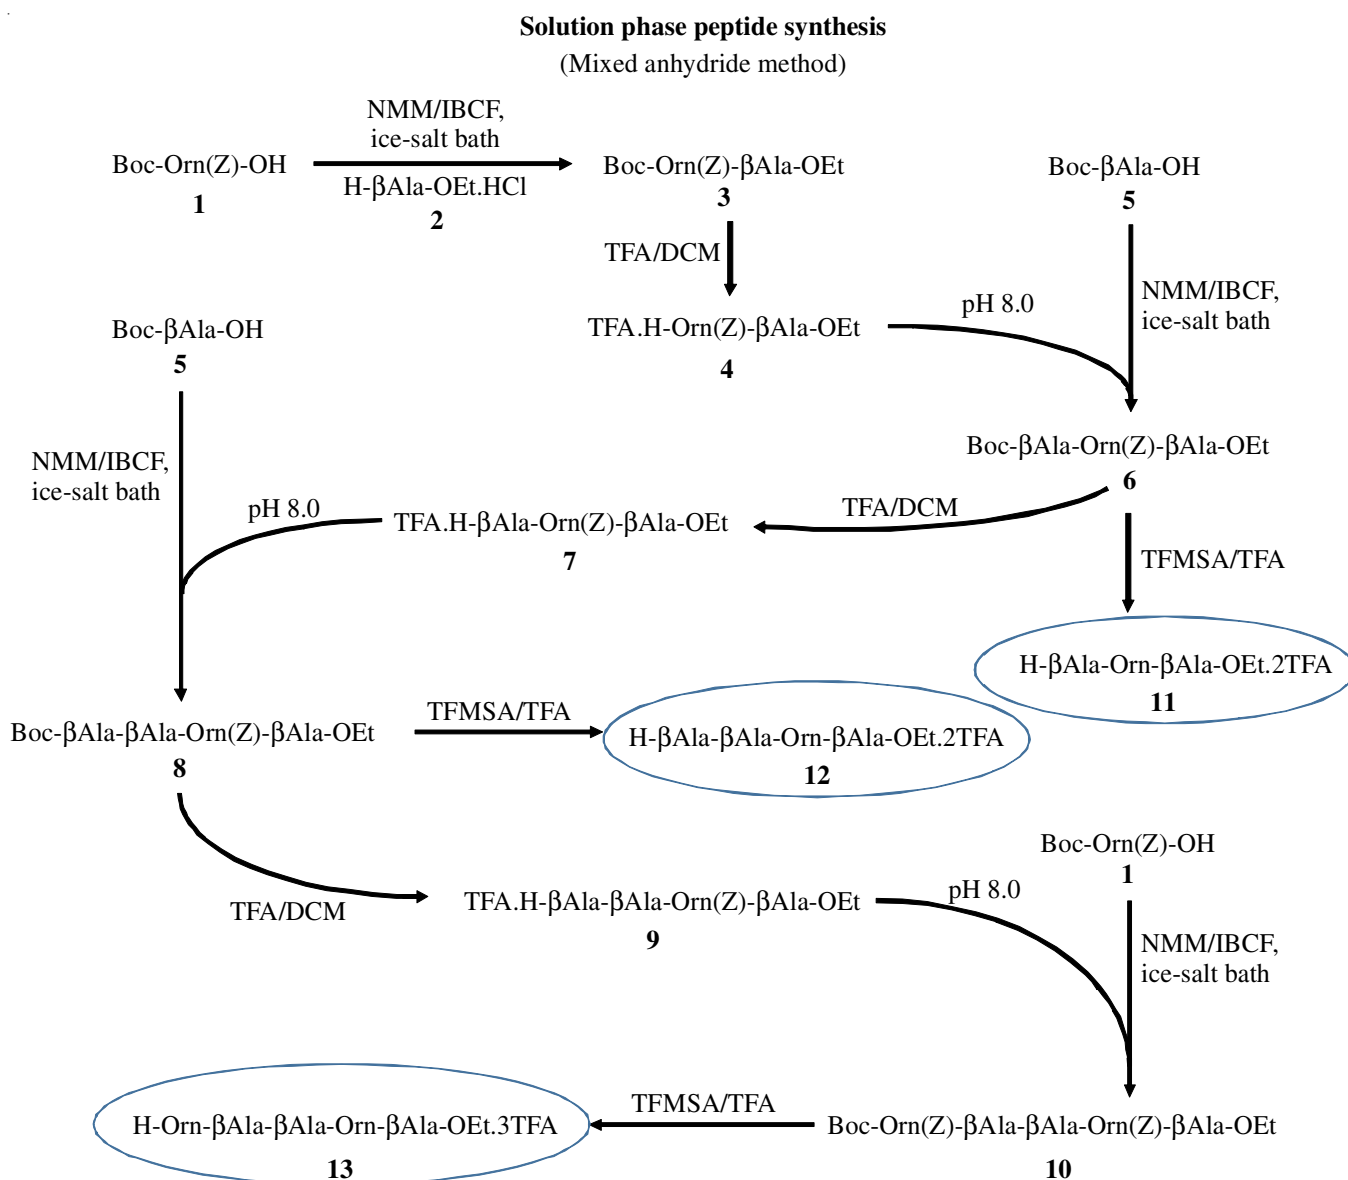 Solution phase peptide synthesis
(Mixed anhydride method)
NMM/IBCF,
ice-salt bath
Boc-Orn(Z)-OH
1
H-βAla-OEt.HCl
2
Boc-Orn(Z)-βAla-OEt
3
Boc-βAla-OH
5
TFA/DCM
NMM/IBCF,
ice-salt bath
pH 8.0
TFA.H-Orn(Z)-βAla-OEt
4
Boc-βAla-OH
5
NMM/IBCF,
ice-salt bath
Boc-βAla-Orn(Z)-βAla-OEt
6
TFA/DCM
pH 8.0
TFA.H-βAla-Orn(Z)-βAla-OEt
7
TFMSA/TFA
H-βAla-Orn-βAla-OEt.2TFA
11
Boc-βAla-βAla-Orn(Z)-βAla-OEt
8
TFMSA/TFA
H-βAla-βAla-Orn-βAla-OEt.2TFA
12
Boc-Orn(Z)-OH
1
TFA/DCM
TFA.H-βAla-βAla-Orn(Z)-βAla-OEt
9
pH 8.0
NMM/IBCF,
ice-salt bath
H-Orn-βAla-βAla-Orn-βAla-OEt.3TFA
13
TFMSA/TFA
Boc-Orn(Z)-βAla-βAla-Orn(Z)-βAla-OEt
10